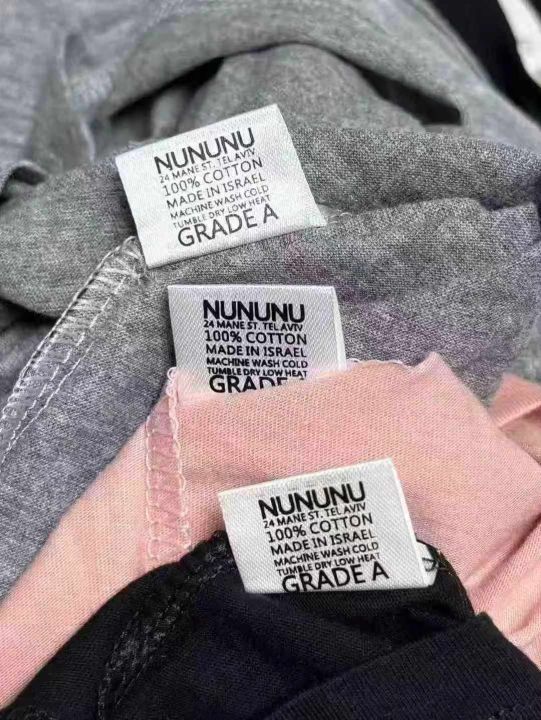 NUNUNU
24 MANE ST. TEL AVIV
100% COTTON
MADE IN ISRAEL
MACHINE WASH COLD
TUMBLE DRY LOW HEAT
GRADE A
NUNUNU
24 MANE ST. TEL AVIV
100% COTTON
MADE IN ISRAEL
MACHINE WASH COLD
TUMBLE DRY LOW HEAT
GRADE
NUNUNU
24 MANE ST. TEL AVIV
100% COTTON
MADE IN ISRAEL
MACHINE WASH COLD
TUMBLE DRY LOW HEAT
GRADE A